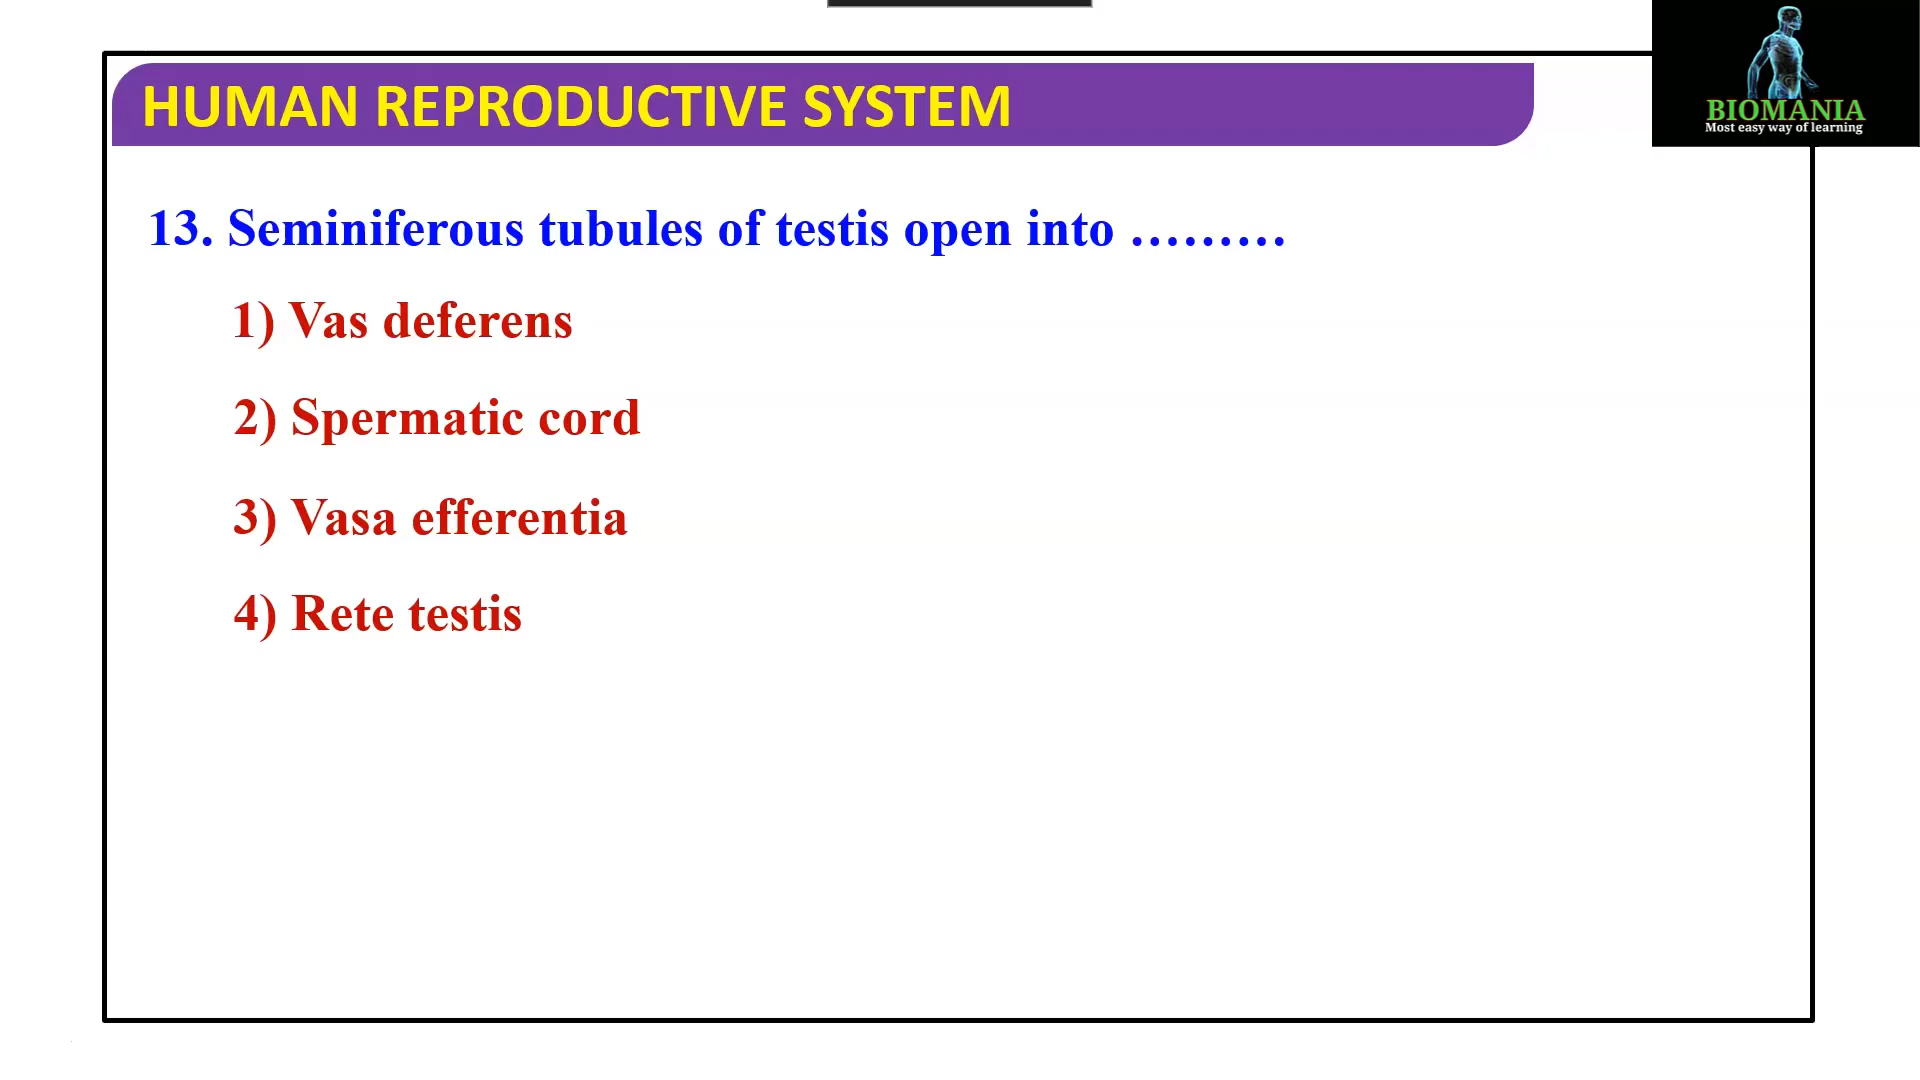 BIOMANIA
Most easy way of learning
HUMAN REPRODUCTIVE SYSTEM
13. Seminiferous tubules of testis open into ………
1) Vas deferens
2) Spermatic cord
3) Vasa efferentia
4) Rete testis